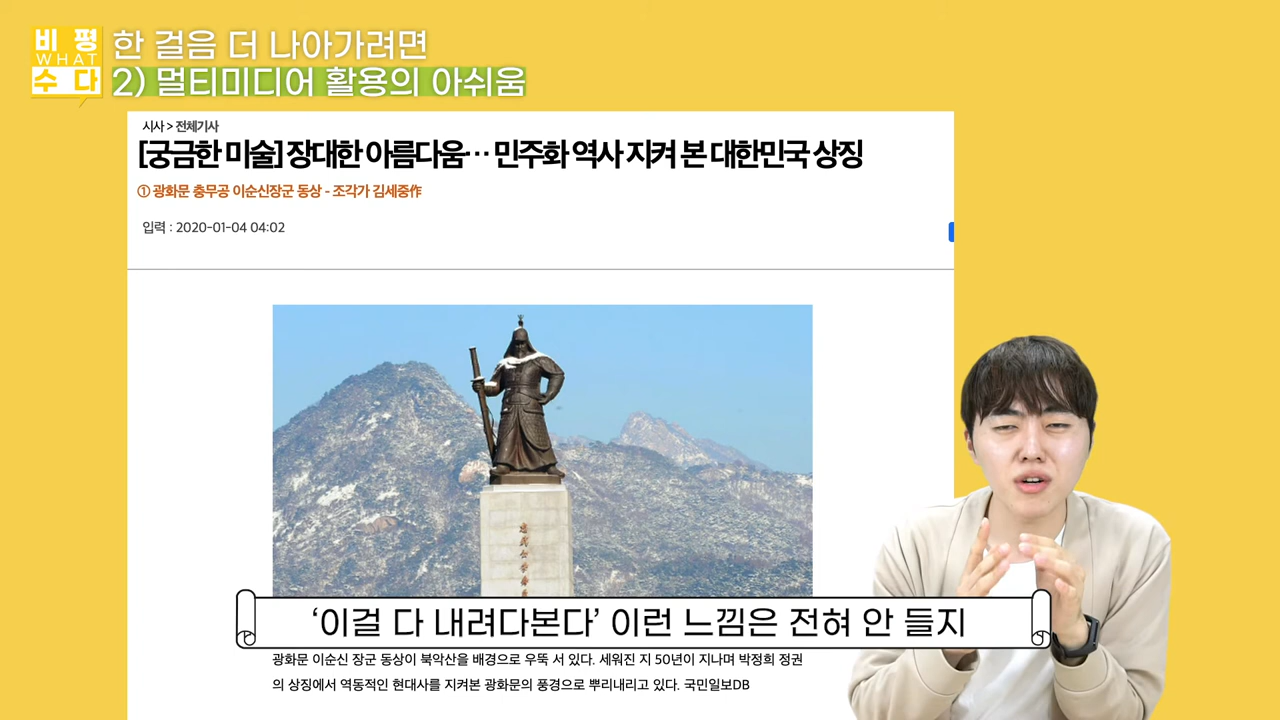 비 평
WHAT
수 다
한 걸음 더 나아가려면
2) 멀티미디어 활용의 아쉬움
시사 > 전체기사
[궁금한 미술] 장대한 아름다움… 민주화 역사 지켜 본 대한민국 상징
① 광화문 충무공 이순신장군 동상 - 조각가 김세중作
입력 : 2020-01-04 04:02
‘이걸 다 내려다본다’ 이런 느낌은 전혀 안 들지
광화문 이순신 장군 동상이 북악산을 배경으로 우뚝 서 있다. 세워진 지 50년이 지나며 박정희 정권
의 상징에서 역동적인 현대사를 지켜본 광화문의 풍경으로 뿌리내리고 있다. 국민일보DB